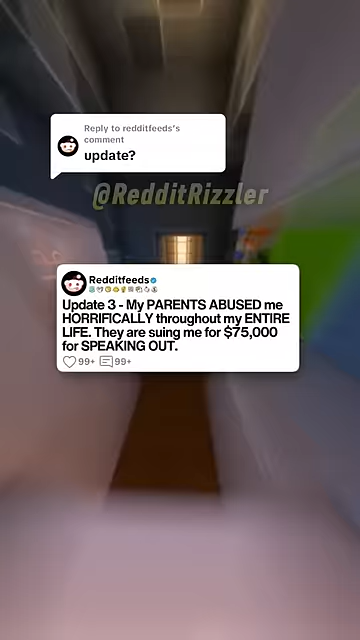 Reply to redditfeeds's
comment
update?
@RedditRizzler
Redditfeeds
Update 3 - My PARENTS ABUSED me
HORRIFICALLY throughout my ENTIRE
LIFE. They are suing me for $75,000
for SPEAKING OUT.
99+ 99+